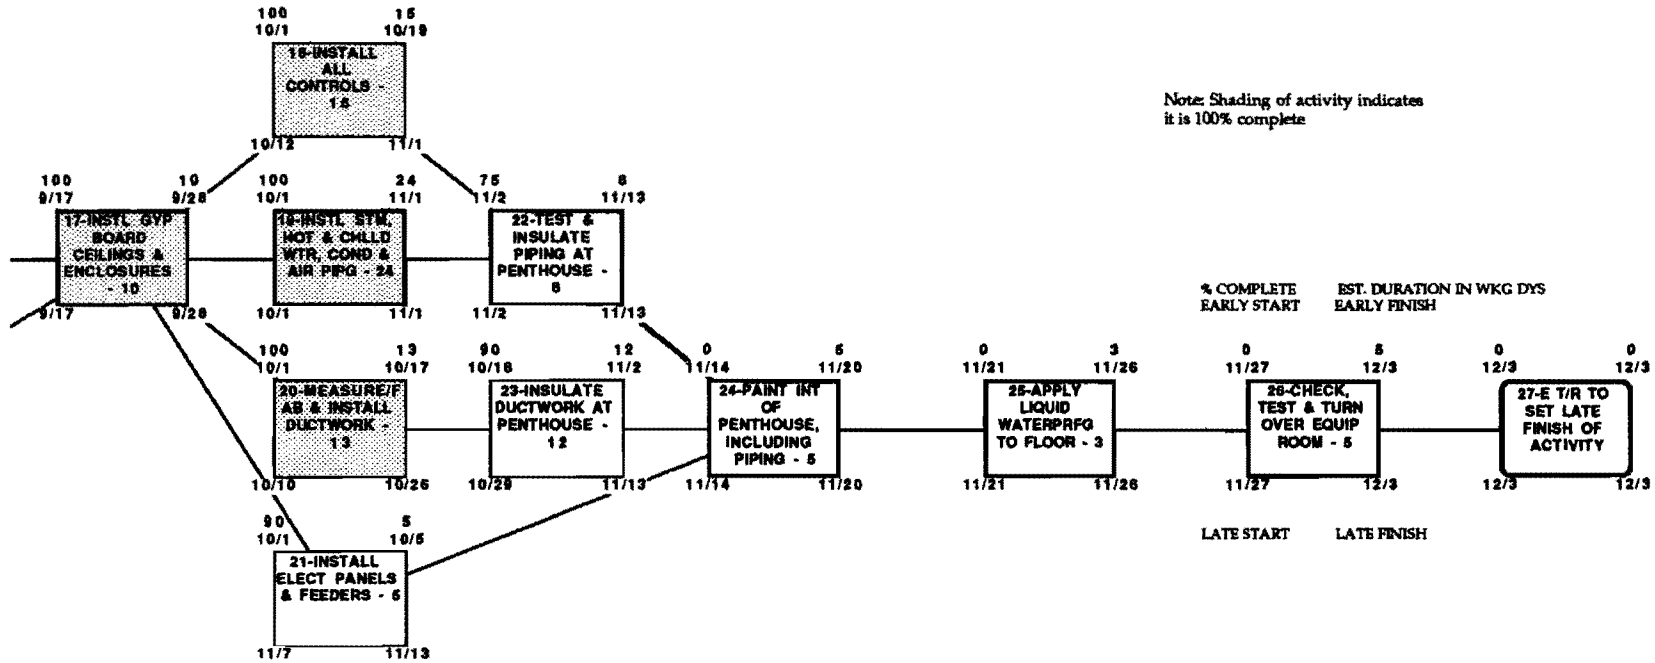 100 15
10/1 10/19
18-INSTALL
ALL
CONTROLS -
15
10/12 11/1
Note: Shading of activity indicates
it is 100% complete
100 10
9/17 9/28
17-INSTL GYP
BOARD
CEILINGS &
ENCLOSURES
- 10
9/17 9/28
100 24
10/1 11/1
19-INSTL STM,
HOT & CHLLD
WTR, COND &
AIR PIPG - 24
10/1 11/1
75 8
11/2 11/13
22-TEST &
INSULATE
PIPING AT
PENTHOUSE -
8
11/2 11/13
% COMPLETE EST. DURATION IN WKG DYS
EARLY START EARLY FINISH
100 13
10/1 10/17
20-MEASURE/F
AB & INSTALL
DUCTWORK -
13
10/10 10/26
90 12
10/18 11/2
23-INSULATE
DUCTWORK AT
PENTHOUSE -
12
10/29 11/13
0 5
11/14 11/20
24-PAINT INT
OF
PENTHOUSE,
INCLUDING
PIPING - 5
11/14 11/20
0 3
11/21 11/26
25-APPLY
LIQUID
WATERPRFG
TO FLOOR - 3
11/21 11/26
0 5
11/27 12/3
26-CHECK,
TEST & TURN
OVER EQUIP
ROOM - 5
11/27 12/3
0 0
12/3 12/3
27-E T/R TO
SET LATE
FINISH OF
ACTIVITY
12/3 12/3
90 5
10/1 10/5
21-INSTALL
ELECT PANELS
& FEEDERS - 5
11/7 11/13
LATE START LATE FINISH